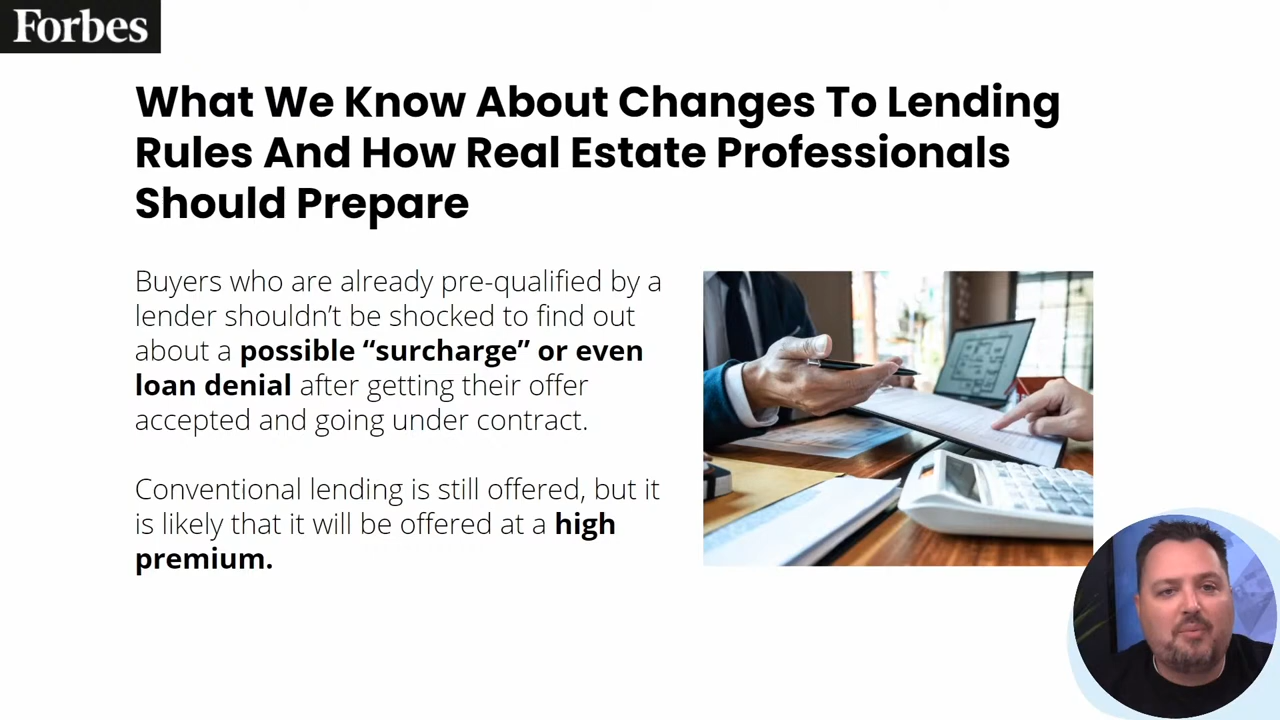 Forbes
What We Know About Changes To Lending
Rules And How Real Estate Professionals
Should Prepare
Buyers who are already pre-qualified by a
lender shouldn’t be shocked to find out
about a possible “surcharge” or even
loan denial after getting their offer
accepted and going under contract.
Conventional lending is still offered, but it
is likely that it will be offered at a high
premium.